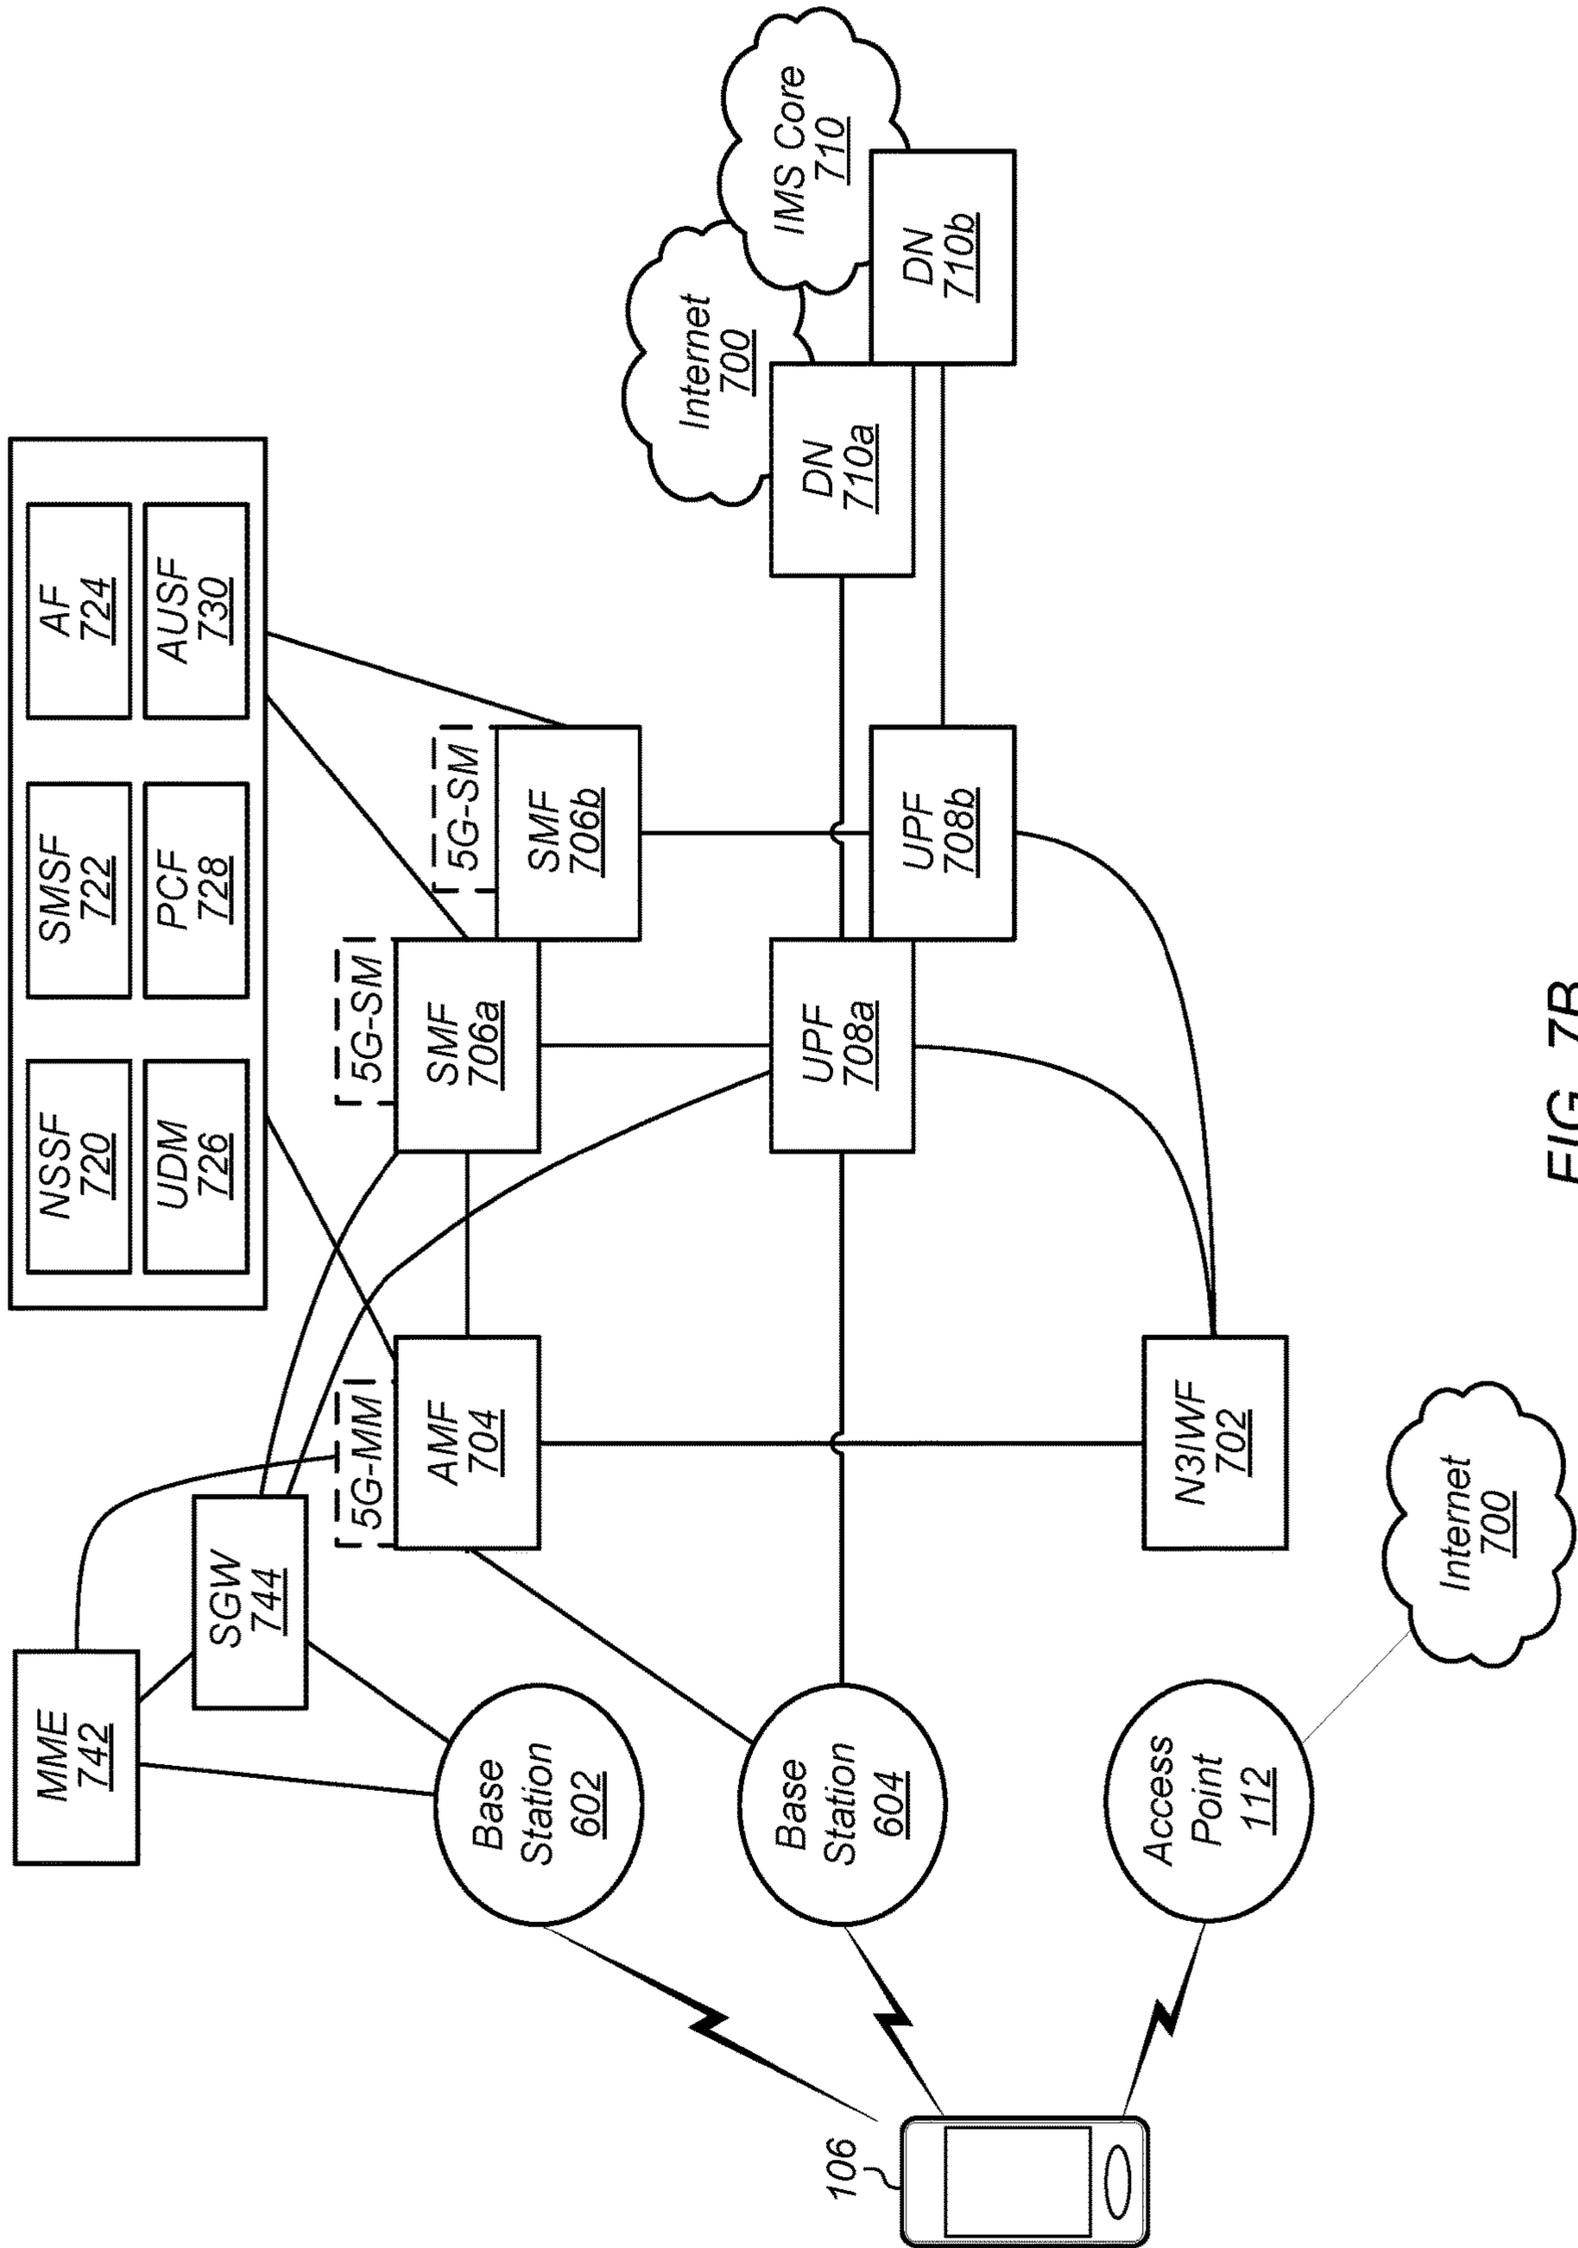 NSSF
720
SMSF
722
AF
724
UDM
726
PCF
728
AUSF
730
MME
742
SGW
744
5G-MM
AMF
704
5G-SM
SMF
706a
5G-SM
SMF
706b
Base
Station
602
Base
Station
604
UPF
708a
UPF
708b
DN
710a
DN
710b
Internet
700
IMS Core
710
106
Access
Point
112
N3IWF
702
Internet
700
FIG. 7B